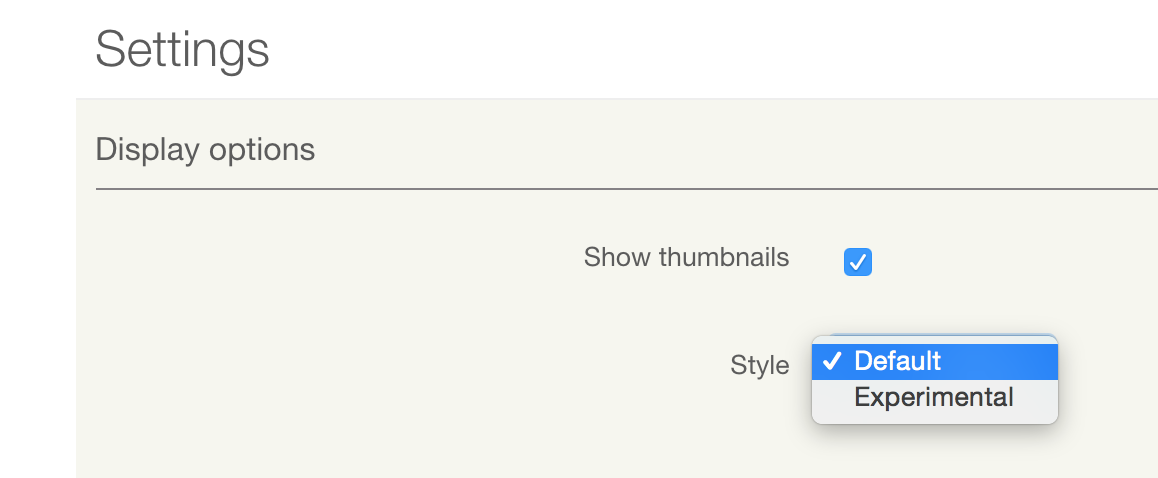 Settings
Display options
Show thumbnails
Style
Default
Experimental